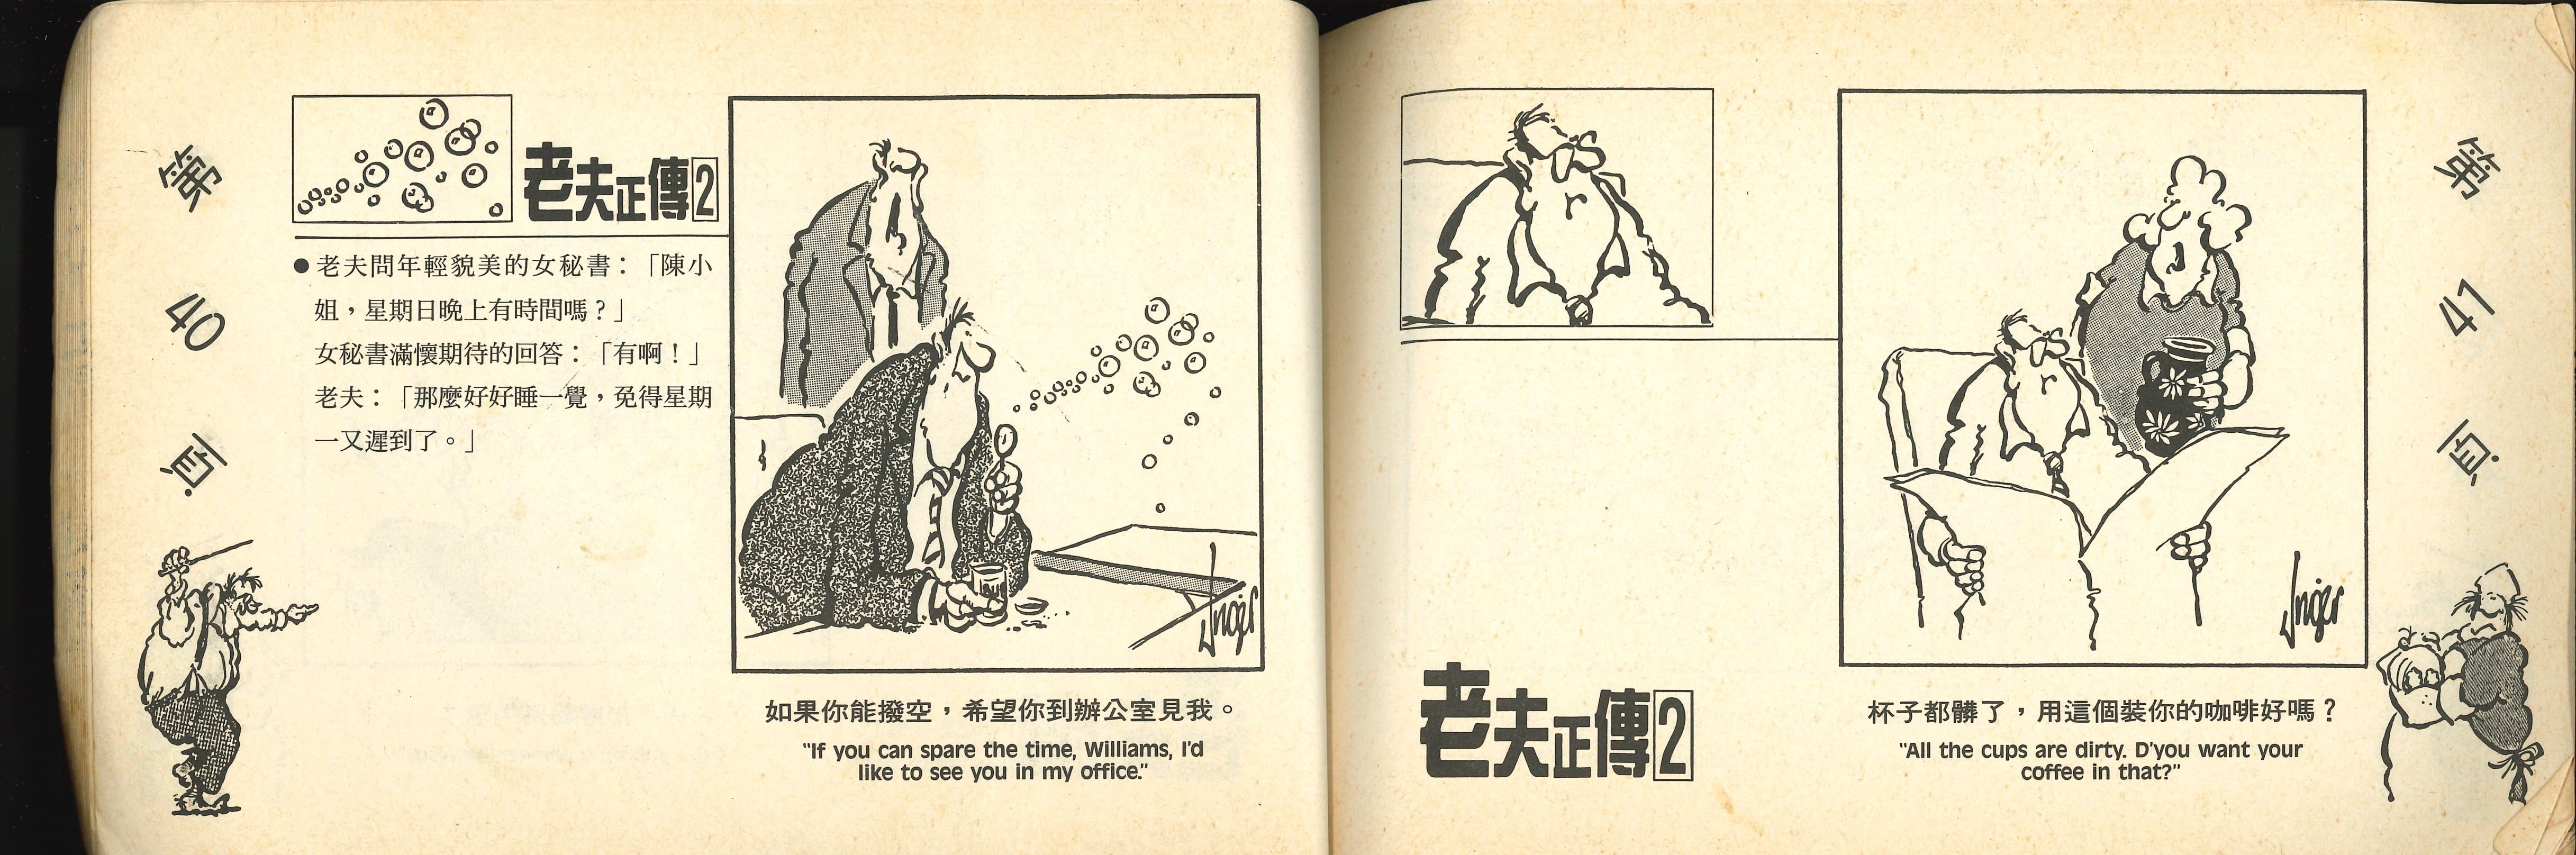 第40頁
老夫正傳2
●老夫問年輕貌美的女秘書：「陳小
姐，星期日晚上有時間嗎？」
女秘書滿懷期待的回答：「有啊！」
老夫：「那麼好好睡一覺，免得星期
一又遲到了。」
Unger
如果你能撥空，希望你到辦公室見我。
"If you can spare the time, Williams, I'd
like to see you in my office."
老夫正傳2
Unger
杯子都髒了，用這個裝你的咖啡好嗎？
"All the cups are dirty. D'you want your
coffee in that?"
第41頁